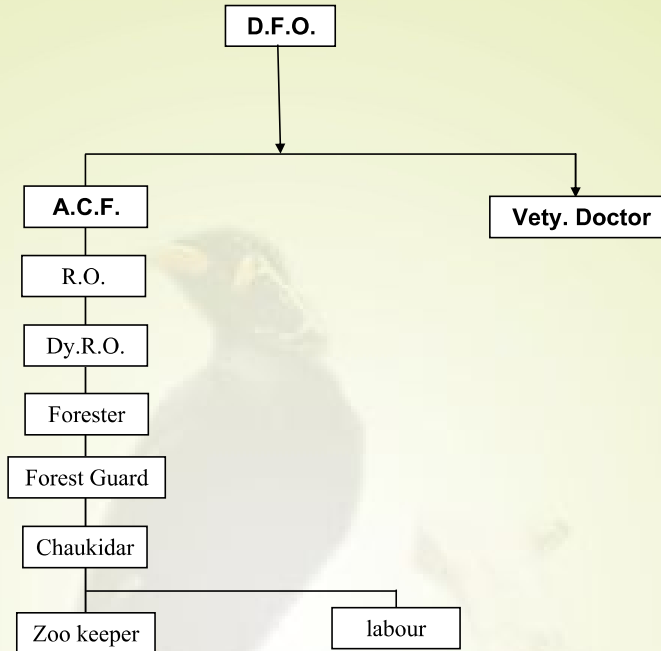 D.F.O.
A.C.F.
Vety. Doctor
R.O.
Dy.R.O.
Forester
Forest Guard
Chaukidar
Zoo keeper
labour